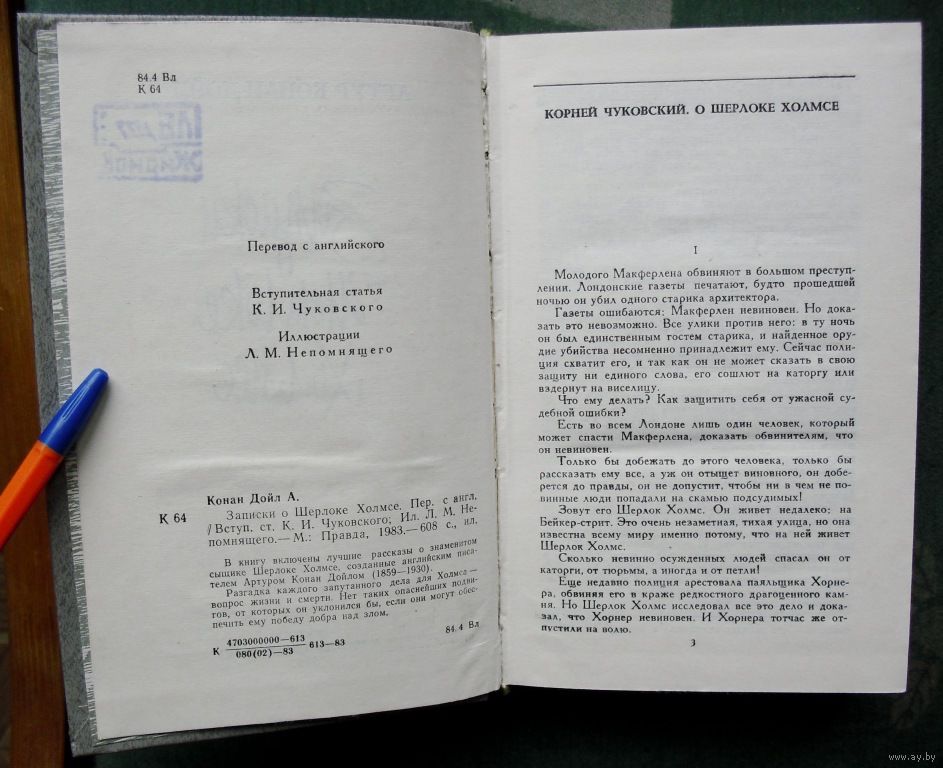 84.4 Вл
К 64
Перевод с английского
Вступительная статья
К. И. Чуковского
Иллюстрации
Л. М. Непомнящего
Конан Дойл А.
К 64
Записки о Шерлоке Холмсе. Пер. с англ.
/Вступ. ст. К. И. Чуковского; Ил. Л. М. Не-
помнящего.— М.: Правда, 1983.—608 с., ил.
В книгу включены лучшие рассказы о знаменитом
сыщике Шерлоке Холмсе, созданные английским писа-
телем Артуром Конан Дойлом (1859—1930).
Разгадка каждого запутанного дела для Холмса—
вопрос жизни и смерти. Нет таких опаснейших подви-
гов, от которых он уклонился бы, если они могут обес-
печить ему победу добра над злом.
К 4703000000—613
080(02)—83 613—83
84.4 Вл
КОРНЕЙ ЧУКОВСКИЙ. О ШЕРЛОКЕ ХОЛМСЕ
I
Молодого Макферлена обвиняют в большом преступ-
лении. Лондонские газеты печатают, будто прошедшей
ночью он убил одного старика архитектора.
Газеты ошибаются: Макферлен невиновен. Но дока-
зать это невозможно. Все улики против него: в ту ночь
он был единственным гостем старика, и найденное ору-
дие убийства несомненно принадлежит ему. Сейчас поли-
ция схватит его, и так как он не может сказать в свою
защиту ни единого слова, его сошлют на каторгу или
вздернут на виселицу.
Что ему делать? Как защитить себя от ужасной су-
дебной ошибки?
Есть во всем Лондоне лишь один человек, который
может спасти Макферлена, доказать обвинителям, что
он невиновен.
Только бы добежать до этого человека, только бы
рассказать ему все, а уж он отыщет виновного, он добе-
рется до правды, он не допустит, чтобы ни в чем не по-
винные люди попадали на скамью подсудимых!
Зовут его Шерлок Холмс. Он живет недалеко; на
Бейкер-стрит. Это очень незаметная, тихая улица, но она
известна всему миру именно потому, что на ней живет
Шерлок Холмс.
Сколько невинно осужденных людей спасал он от
каторги, от тюрьмы, а иногда и от петли!
Еще недавно полиция арестовала паяльщика Хорне-
ра, обвиняя его в краже редкостного драгоценного кам-
ня. Но Шерлок Холмс исследовал все это дело и дока-
зал, что Хорнер невиновен. И Хорнера тотчас же от-
пустили на волю.
3
www.ay.by